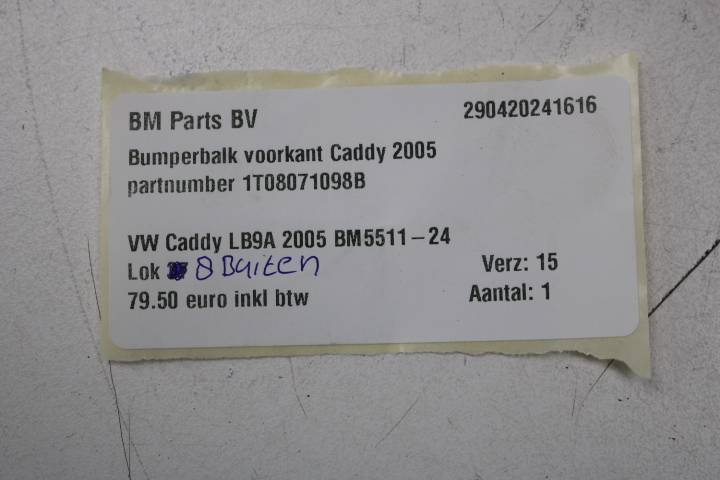 BM Parts BV 290420241616
Bumperbalk voorkant Caddy 2005
partnumber 1T08071098B
VW Caddy LB9A 2005 BM5511-24
Lok 8 Buiten Verz: 15
79.50 euro inkl btw Aantal: 1